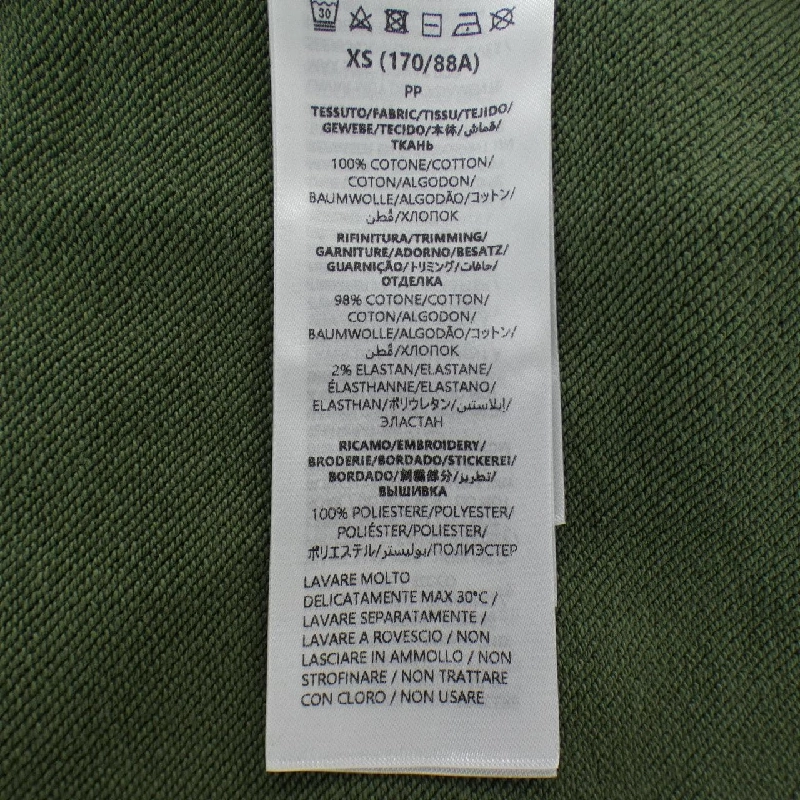 30
XS (170/88A)
PP
TESSUTO/FABRIC/TISSU/TEJIDO/
GEWEBE/TECIDO/本体/قماش/
ТКАНЬ
100% COTONE/COTTON/
COTON/ALGODON/
BAUMWOLLE/ALGODÃO/コットン/
قُطن/ХЛОПОК
RIFINITURA/TRIMMING/
GARNITURE/ADORNO/BESATZ/
GUARNIÇÃO/トリミング/حافات/
ОТДЕЛКА
98% COTONE/COTTON/
COTON/ALGODON/
BAUMWOLLE/ALGODÃO/コットン/
قُطن/ХЛОПОК
2% ELASTAN/ELASTANE/
ÉLASTHANNE/ELASTANO/
ELASTHAN/ポリウレタン/إيلاستين/
ЭЛАСТАН
RICAMO/EMBROIDERY/
BRODERIE/BORDADO/STICKEREI/
BORDADO/刺繍部分/تطريز/
ВЫШИВКА
100% POLIESTERE/POLYESTER/
POLIÉSTER/POLIESTER/
ポリエステル/بوليستر/ПОЛИЭСТЕР
LAVARE MOLTO
DELICATAMENTE MAX 30°C /
LAVARE SEPARATAMENTE /
LAVARE A ROVESCIO / NON
LASCIARE IN AMMOLLO / NON
STROFINARE / NON TRATTARE
CON CLORO / NON USARE